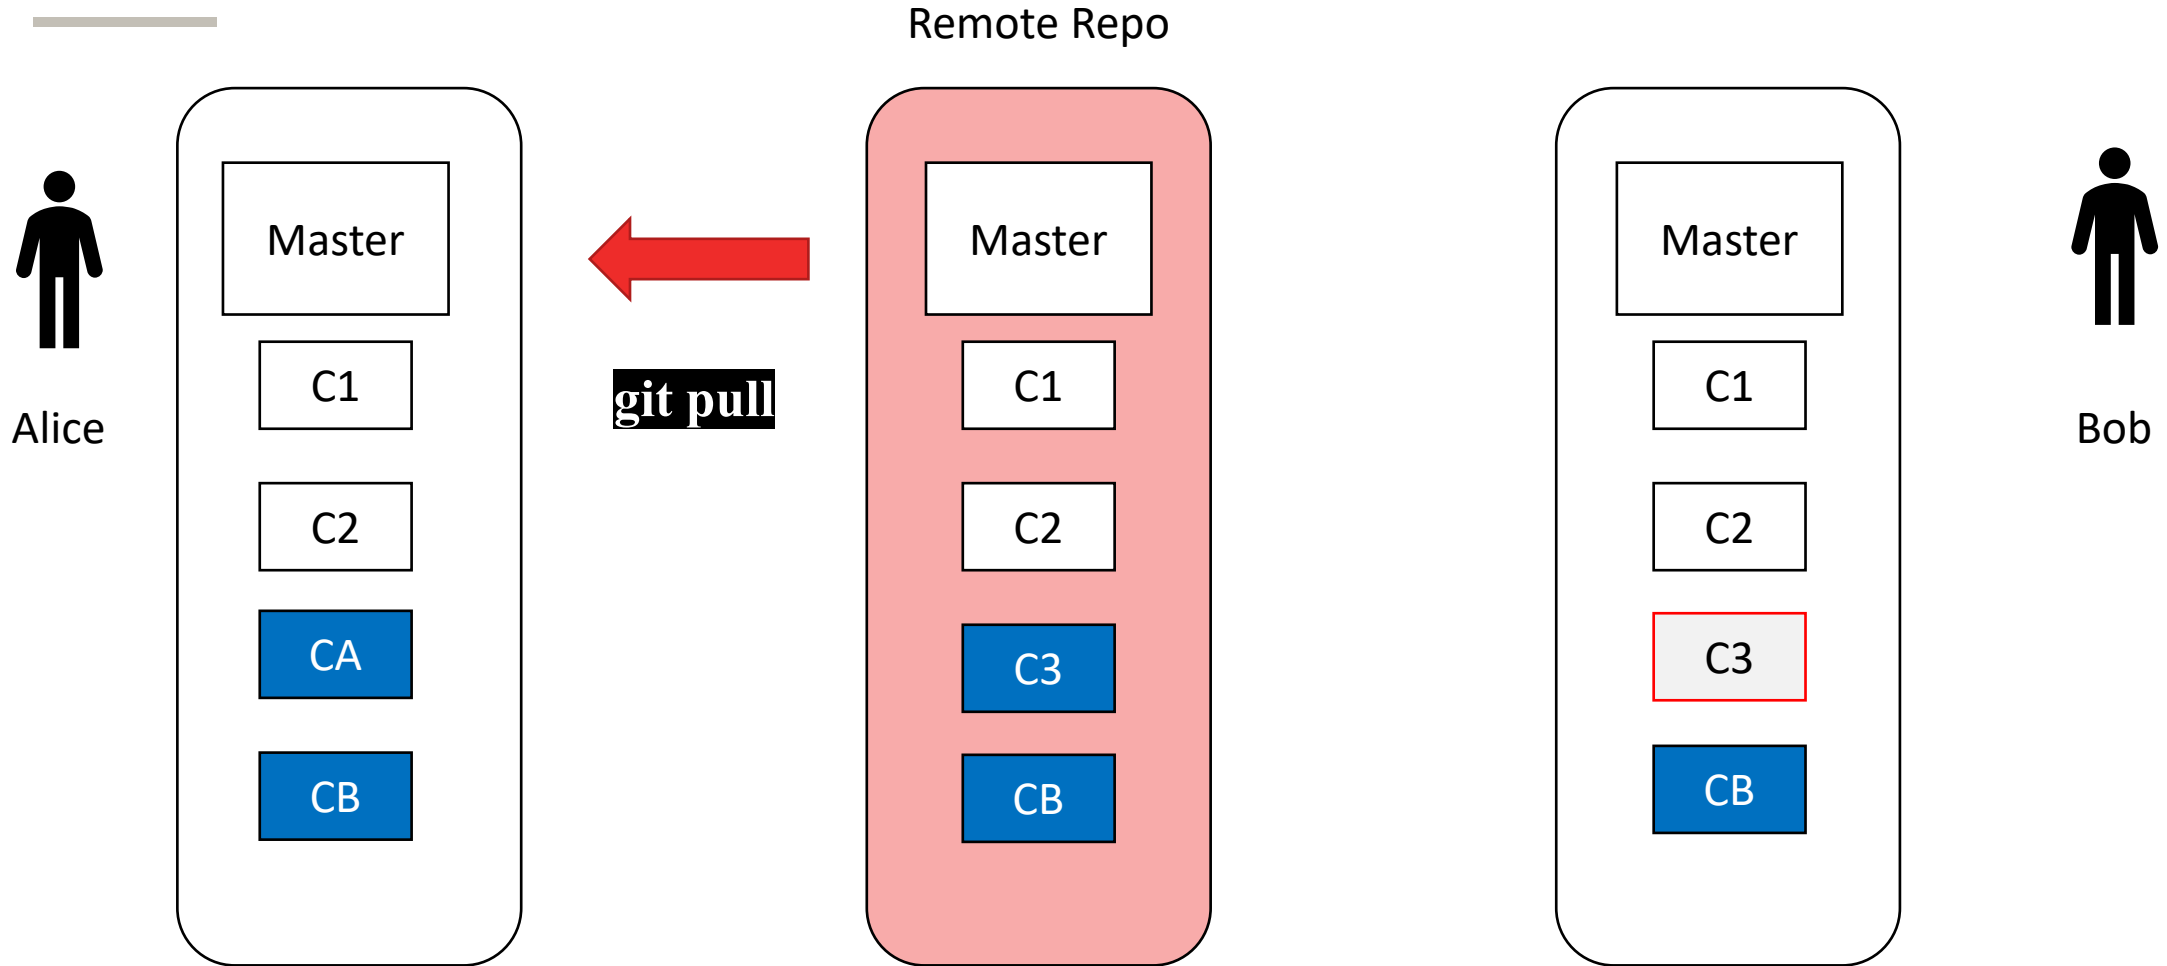 Remote Repo
Master
C1
C2
CA
CB
Alice
git pull
Master
C1
C2
C3
CB
Master
C1
C2
C3
CB
Bob